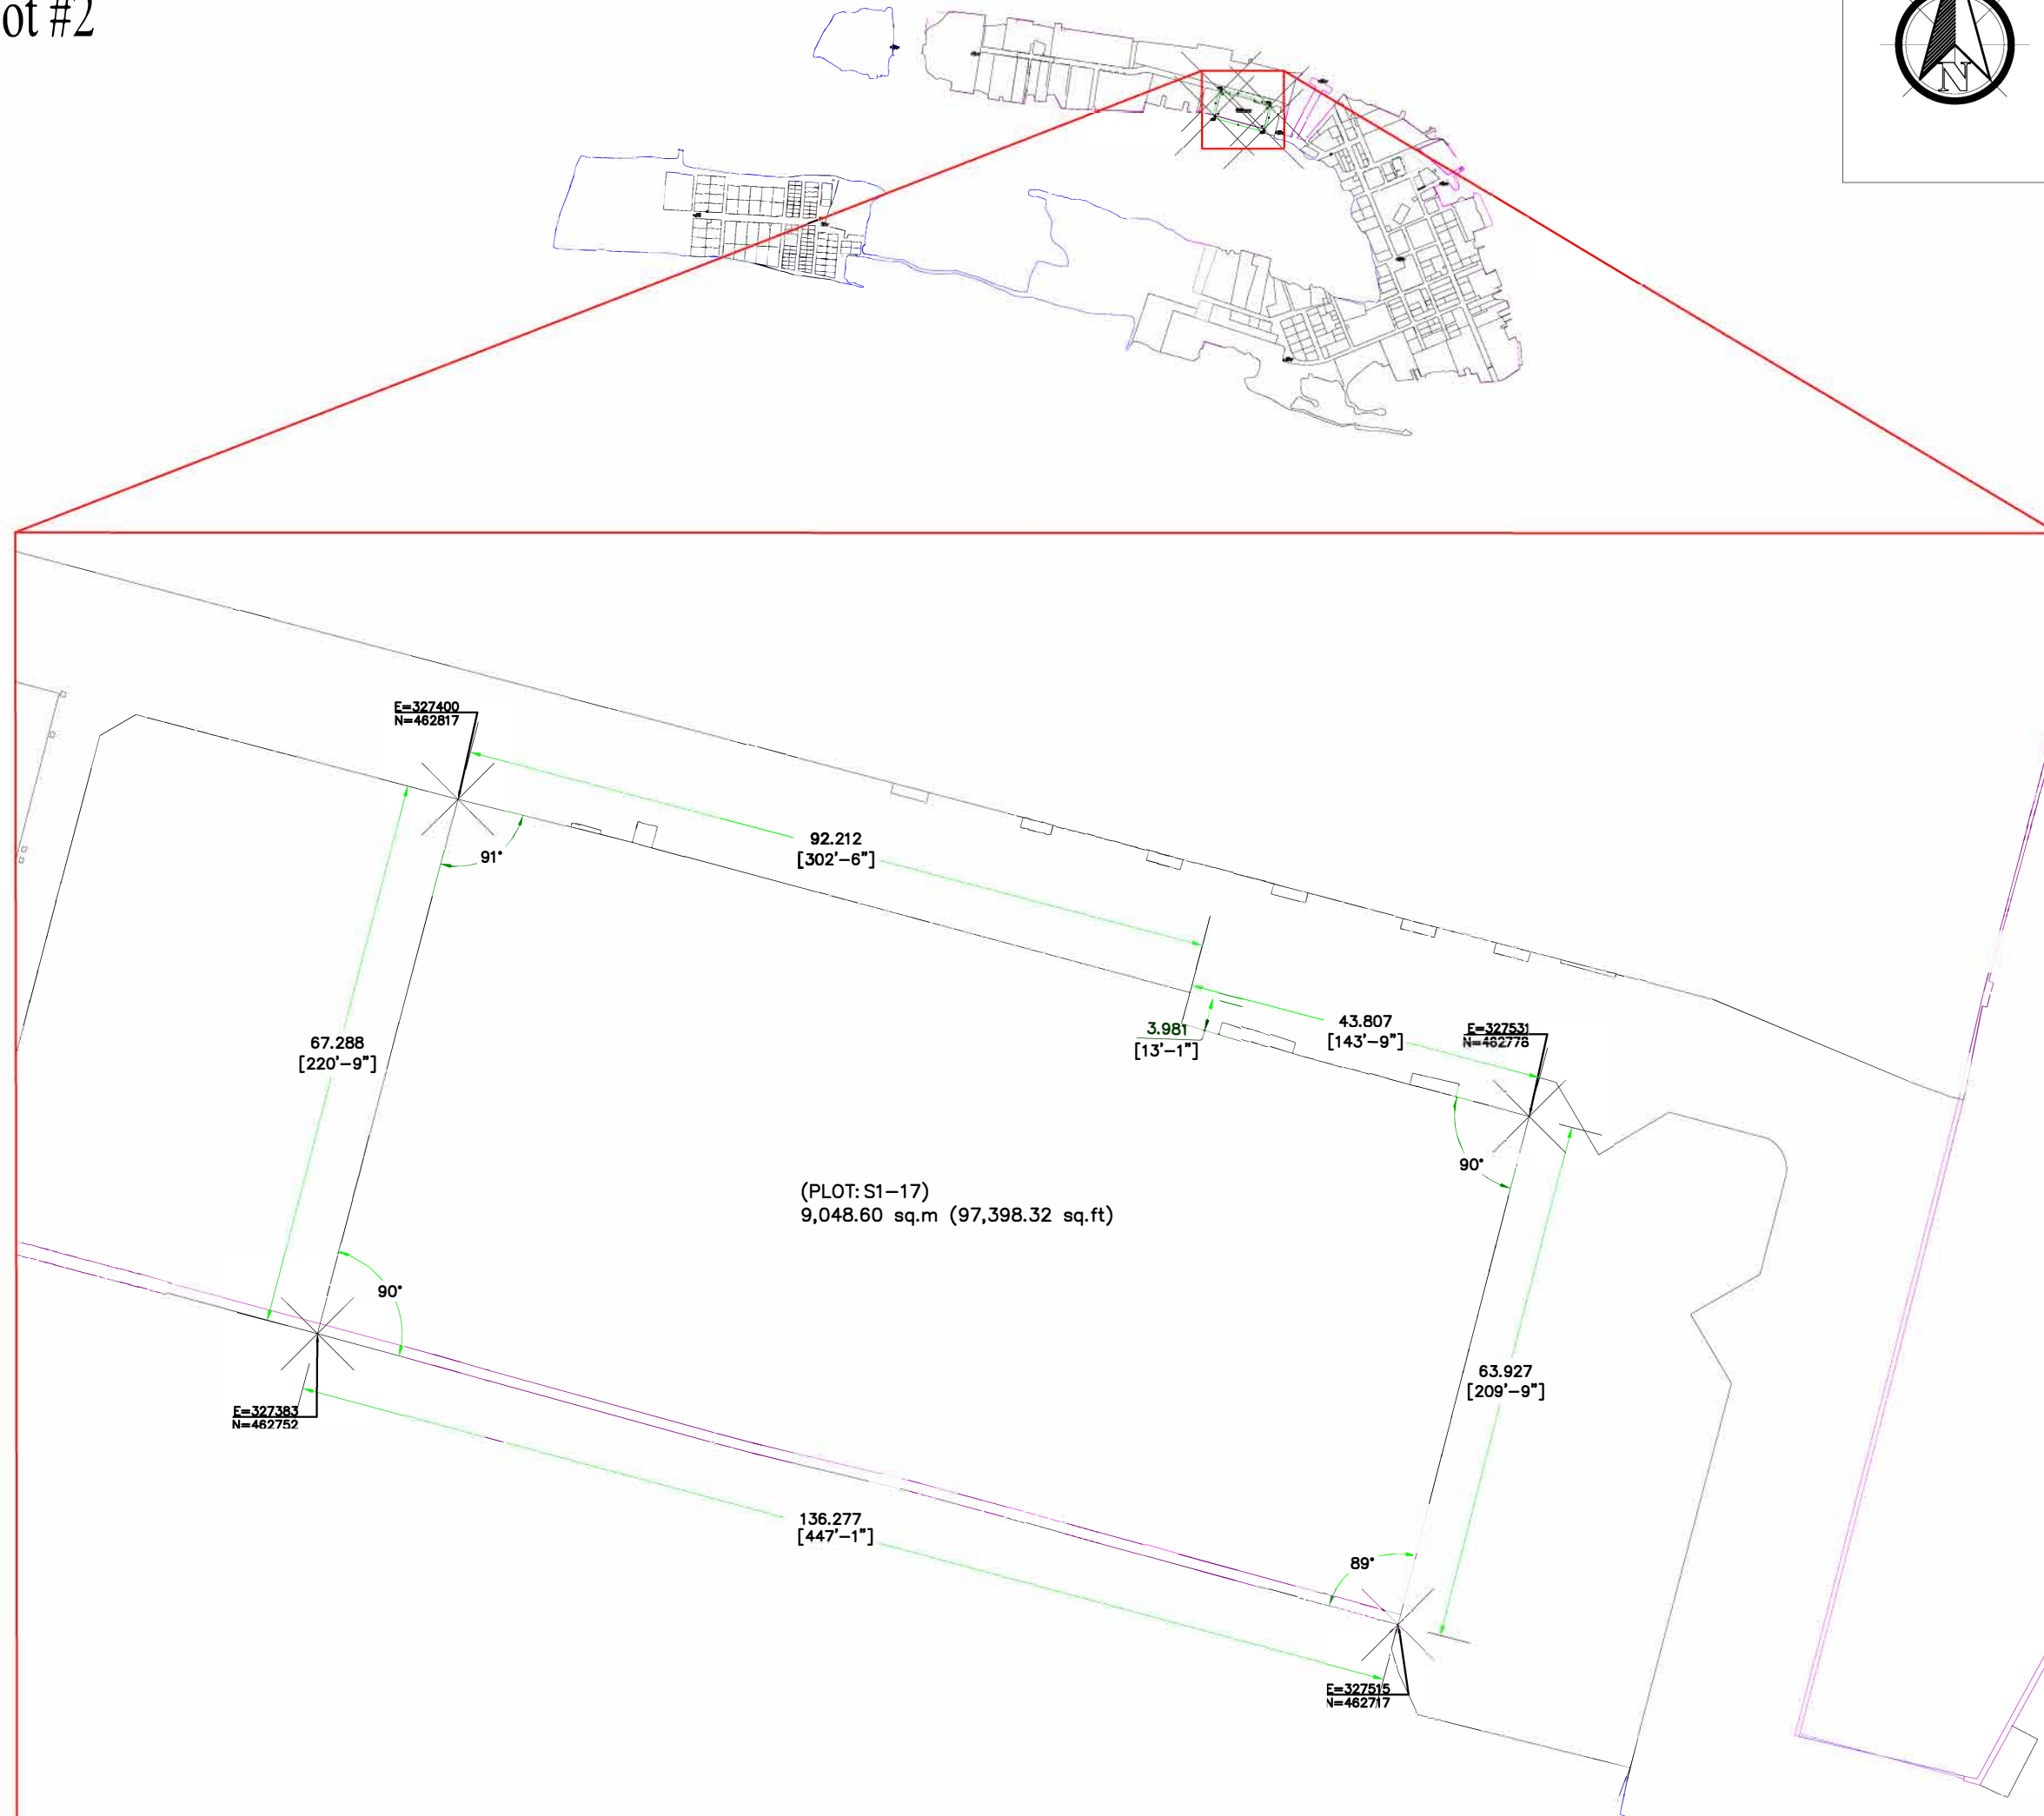 ot #2
N
E=327400
N=462817
92.212
[302'-6"]
91°
67.288
[220'-9"]
3.981
[13'-1"]
43.807
[143'-9"]
E=327531
N=462778
90°
(PLOT: S1-17)
9,048.60 sq.m (97,398.32 sq.ft)
90°
63.927
[209'-9"]
E=327383
N=462752
136.277
[447'-1"]
89°
E=327515
N=462717